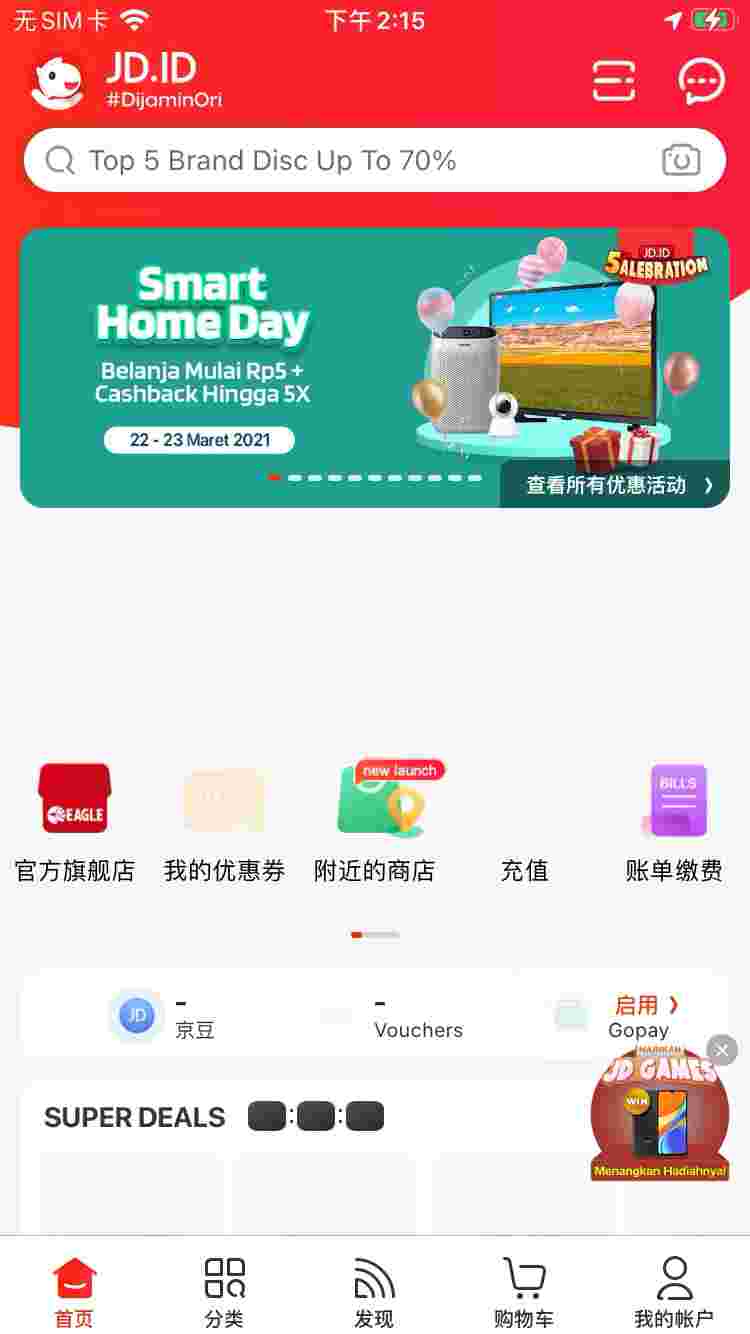 无SIM卡
下午2:15
JD.ID
#DijaminOri
Top 5 Brand Disc Up To 70%
JD.ID
5ALEBRATION
Smart
Home Day
Belanja Mulai Rp5 +
Cashback Hingga 5X
22 - 23 Maret 2021
查看所有优惠活动
EAGLE
new launch
BILLS
官方旗舰店
我的优惠券
附近的商店
充值
账单缴费
JD
-
京豆
-
Vouchers
启用
Gopay
SUPER DEALS
: :
JD GAMES
WIN
Menangkan Hadiahnya!
首页
分类
发现
购物车
我的帐户